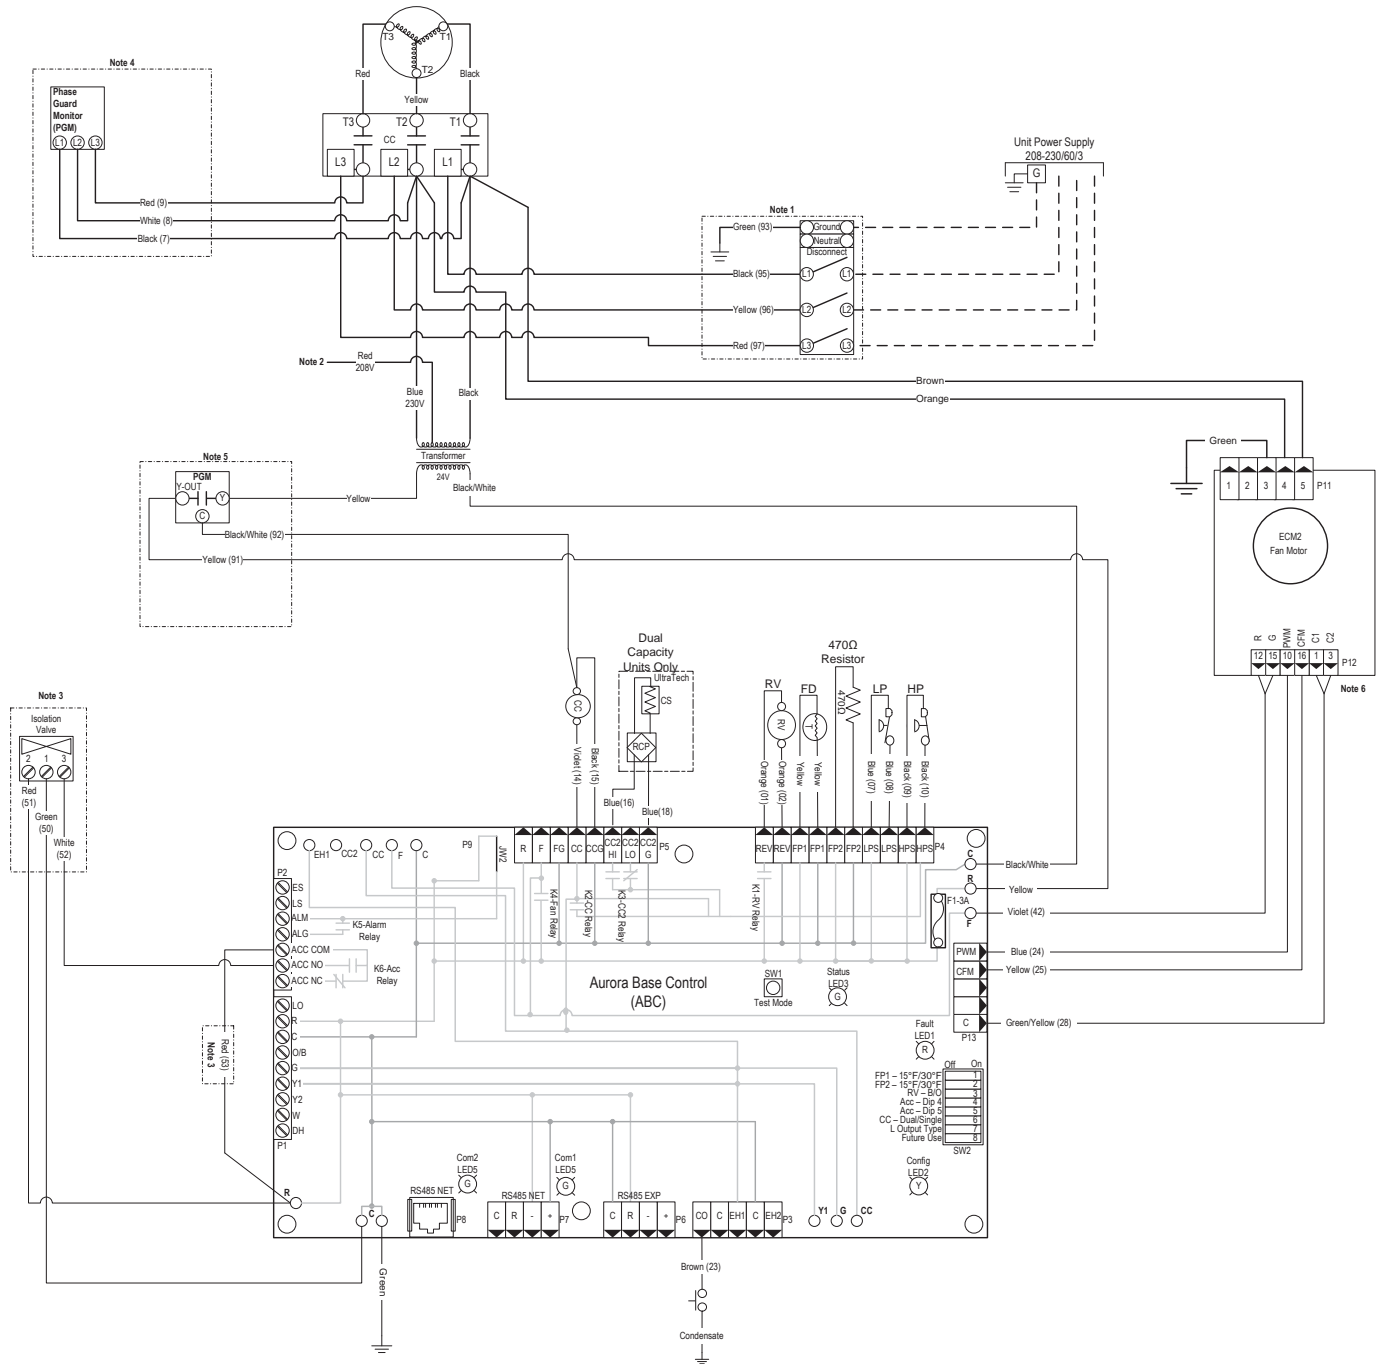 T3
T1
T2
Red
Black
Yellow
Note 4
Phase
Guard
Monitor
(PGM)
L1
L2
L3
T3
T2
T1
CC
L3
L2
L1
Unit Power Supply
208-230/60/3
G
Red (9)
White (8)
Black (7)
Note 1
Green (93)
Ground
Neutral
Disconnect
Black (95)
L1
L1
Yellow (96)
L2
L2
Red (97)
L3
L3
Note 2
Red
208V
Blue
230V
Black
Brown
Orange
Transformer
24V
Black/White
Green
1
2
3
4
5
P11
ECM2
Fan Motor
R
G
PWM
CFM
C1
C2
12
15
10
16
1
3
P12
Note 6
Note 5
PGM
Y-OUT
Y
C
Yellow
Black/White (92)
Yellow (91)
Dual
Capacity
Units Only
UltraTech
CS
RCP
CC
Violet (14)
Black (15)
Blue(16)
Blue(18)
470Ω
Resistor
RV
FD
470Ω
LP
HP
RV
T
Orange (01)
Orange (02)
Yellow
Yellow
Blue (07)
Blue (08)
Black (09)
Black (10)
Note 3
Isolation
Valve
2
1
3
Red
(51)
Green
(50)
White
(52)
EH1
CC2
CC
F
C
P9
JW2
R
F
FG
CC
CCG
CC2
HI
CC2
LO
CC2
G
P5
REV
REV
FP1
FP1
FP2
FP2
LPS
LPS
HPS
HPS
P4
C
Black/White
R
Yellow
F1-3A
Violet (42)
F
P2
ES
LS
ALM
ALG
ACC COM
ACC NO
ACC NC
K5-Alarm
Relay
K6-Acc
Relay
K4-Fan Relay
K2-CC Relay
K3-CC2 Relay
K1-RV Relay
PWM
Blue (24)
CFM
Yellow (25)
C
Green/Yellow (28)
P13
Aurora Base Control
(ABC)
SW1
Test Mode
Status
LED3
G
Fault
LED1
R
LO
R
C
O/B
G
Y1
Y2
W
DH
P1
Note 3
Red (53)
Off
On
FP1 – 15°F/30°F
1
FP2 – 15°F/30°F
2
RV – B/O
3
Acc – Dip 4
4
Acc – Dip 5
5
CC – Dual/Single
6
L Output Type
7
Future Use
8
SW2
Config
LED2
Y
Com2
LED5
G
Com1
LED5
G
R
C
RS485 NET
P8
RS485 NET
C
R
-
+
P7
RS485 EXP
C
R
-
+
P6
CO
C
EH1
C
EH2
P3
Y1
G
CC
Green
Brown (23)
Condensate